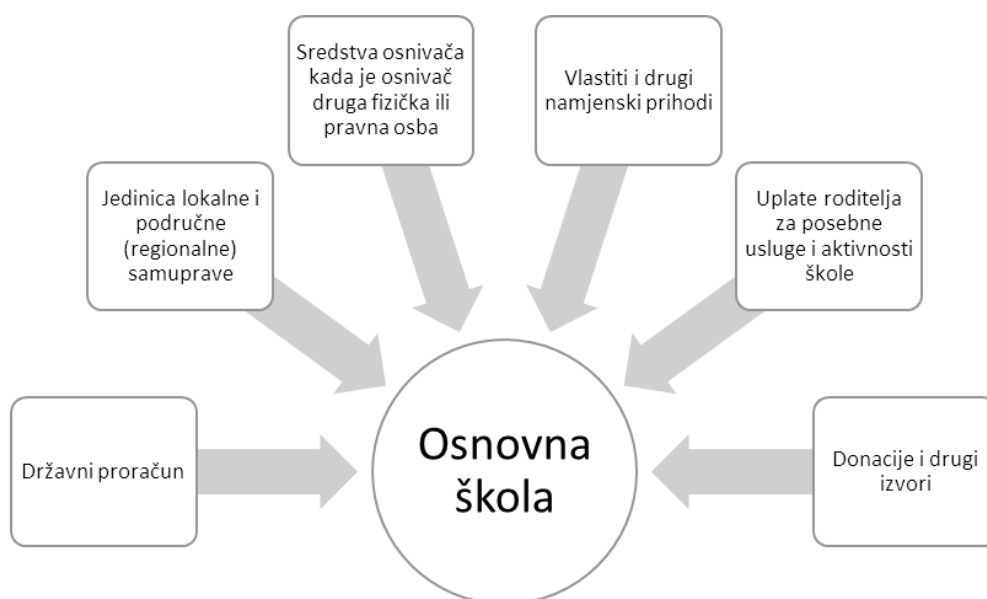 Sredstva osnivača
kada je osnivač
druga fizička ili
pravna osba
Vlastiti i drugi
namjenski prihodi
Jedinica lokalne i
područne
(regionalne)
samuprave
Uplate roditelja
za posebne
usluge i aktivnosti
škole
Državni proračun
Osnovna
škola
Donacije i drugi
izvori